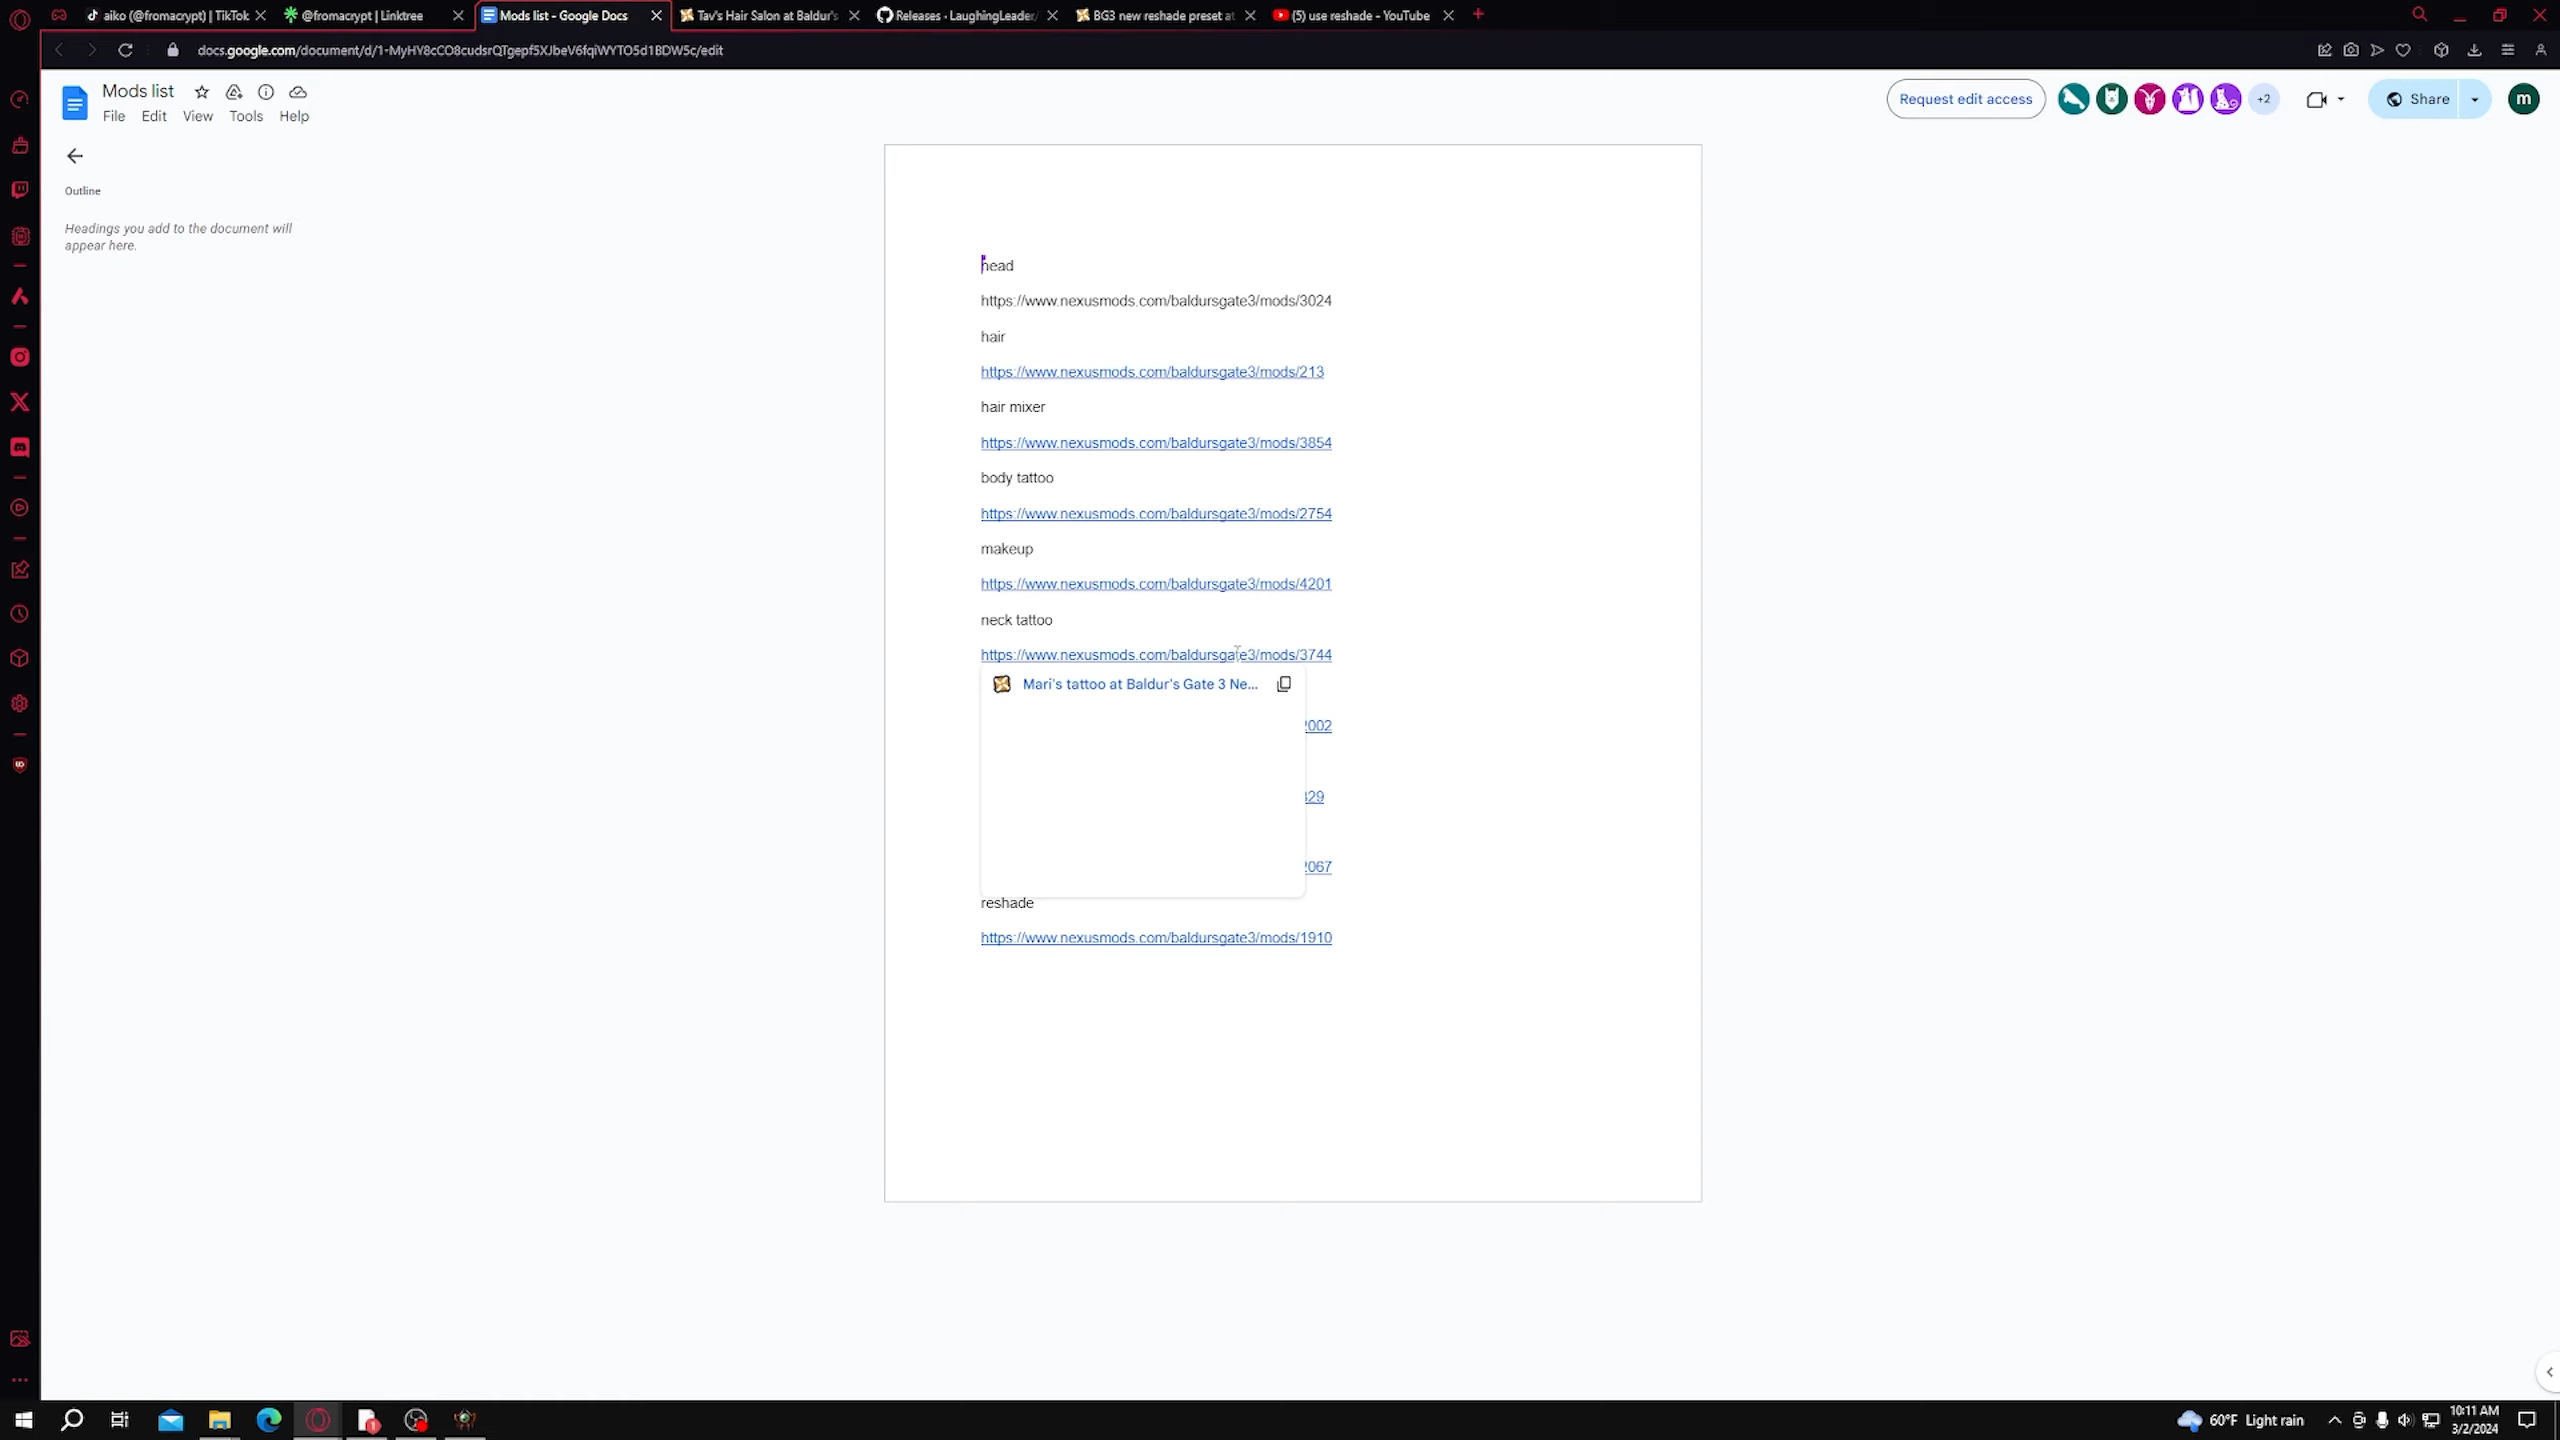 aiko (@fromacrypt) | TikTok
@fromacrypt | Linktree
Mods list - Google Docs
Tav's Hair Salon at Baldur's
Releases · LaughingLeader/
BG3 new reshade preset at
(5) use reshade - YouTube
docs.google.com/document/d/1-MyHY8cCO8cudsrQTgepf5XJbeV6fqiWYTO5d1BDW5c/edit
Mods list
File Edit View Tools Help
Request edit access
+2
Share
m
Outline
Headings you add to the document will
appear here.
head
https://www.nexusmods.com/baldursgate3/mods/3024
hair
https://www.nexusmods.com/baldursgate3/mods/213
hair mixer
https://www.nexusmods.com/baldursgate3/mods/3854
body tattoo
https://www.nexusmods.com/baldursgate3/mods/2754
makeup
https://www.nexusmods.com/baldursgate3/mods/4201
neck tattoo
https://www.nexusmods.com/baldursgate3/mods/3744
Mari's tattoo at Baldur's Gate 3 Ne...
2002
329
2067
reshade
https://www.nexusmods.com/baldursgate3/mods/1910
60°F Light rain
10:11 AM
3/2/2024